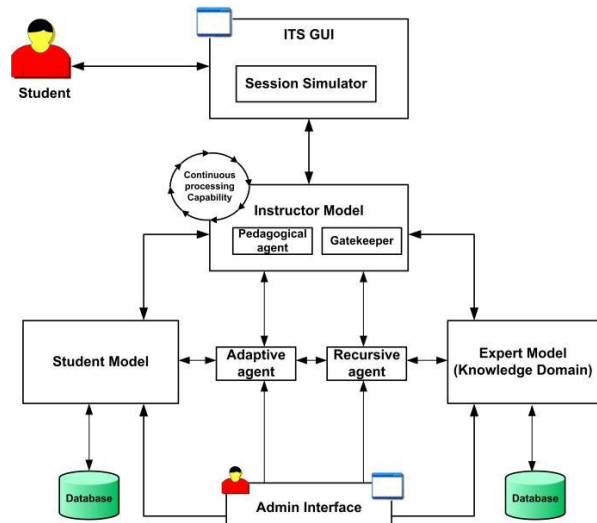 ITS GUI
Student
Session Simulator
Continuous
processing
Capability
Instructor Model
Pedagogical
agent
Gatekeeper
Student Model
Adaptive
agent
Recursive
agent
Expert Model
(Knowledge Domain)
Database
Admin Interface
Database